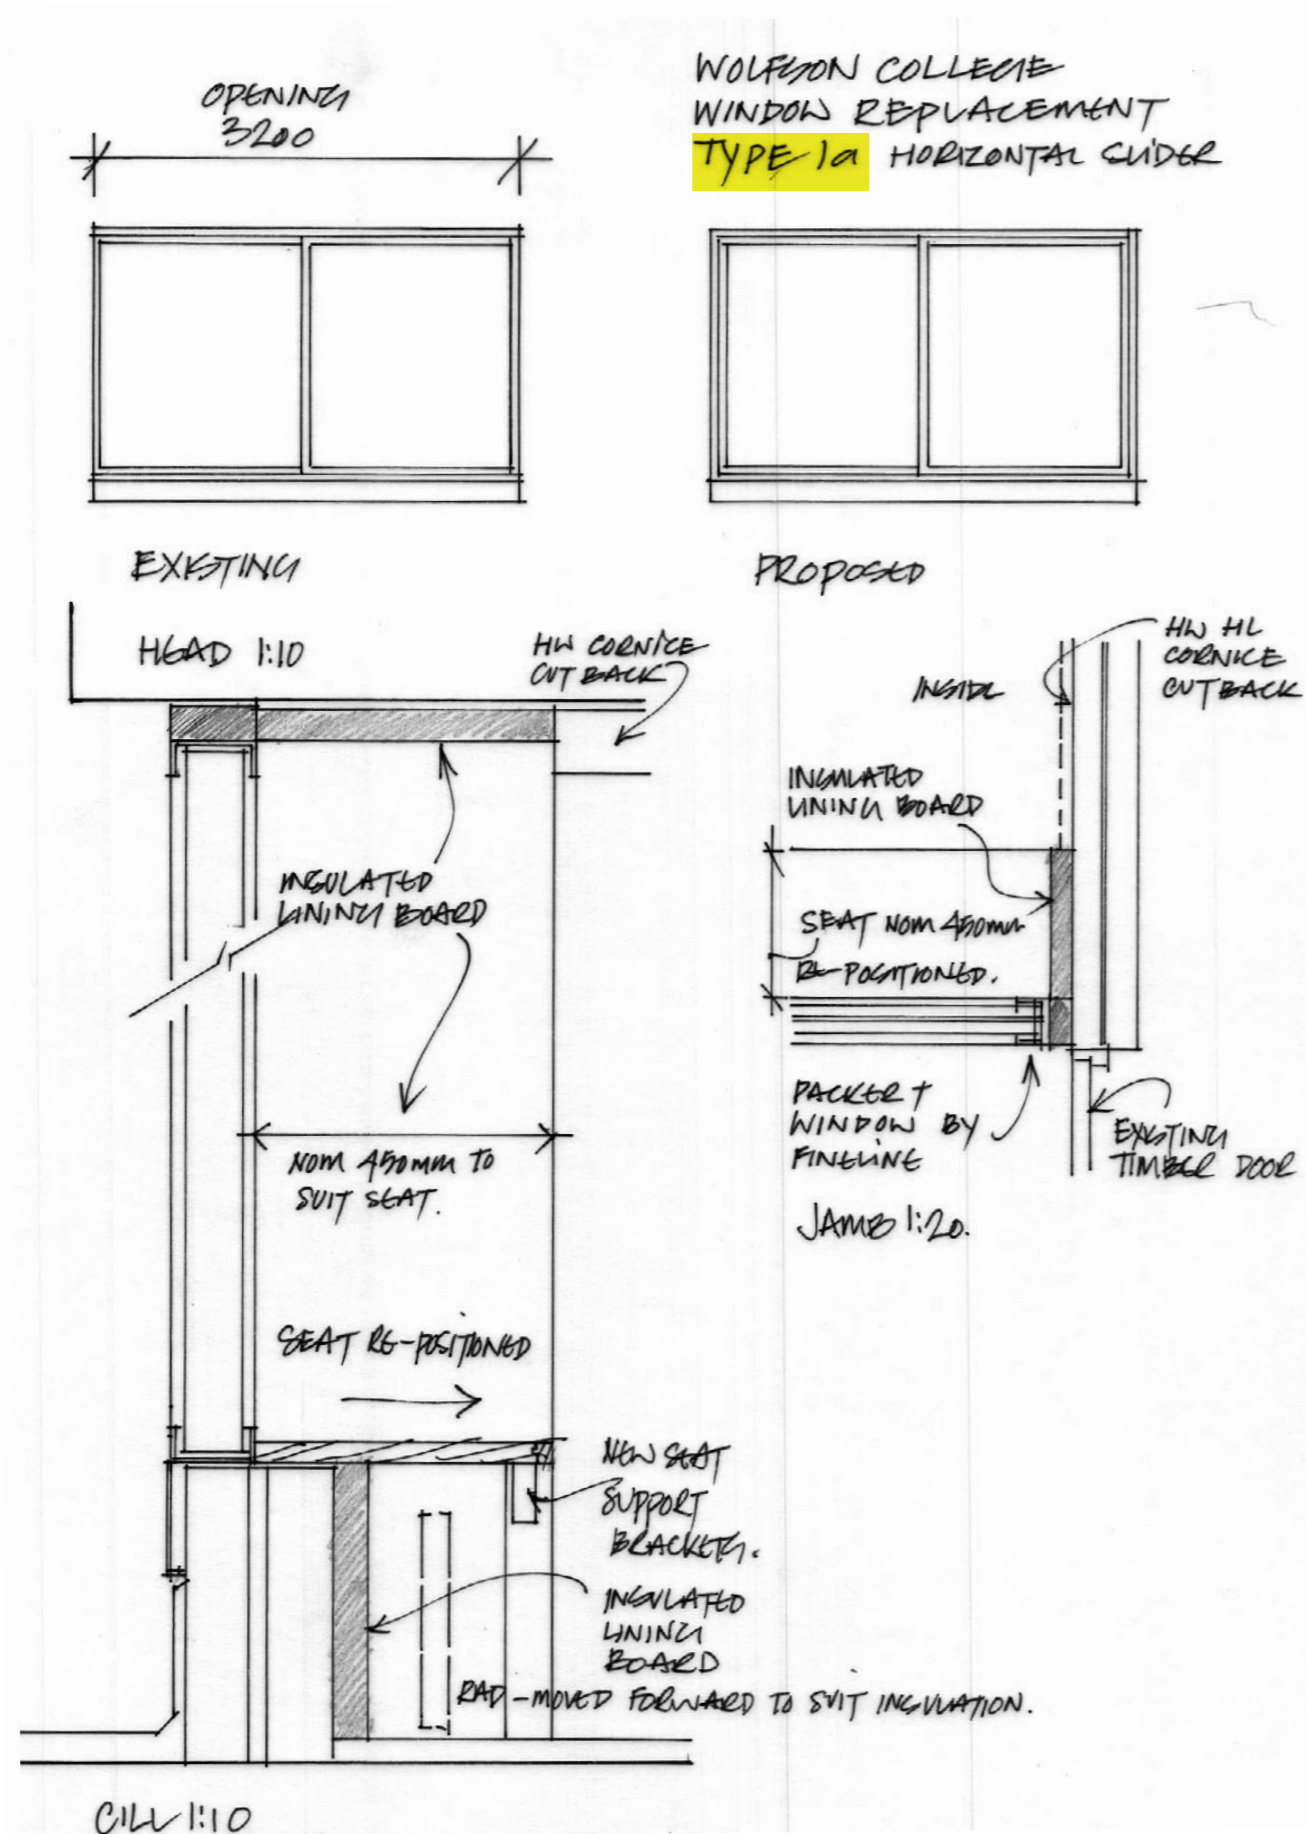 OPENING
3200
WOLFSON COLLEGE
WINDOW REPLACEMENT
TYPE 1a HORIZONTAL SLIDER
EXISTING
PROPOSED
HEAD 1:10
HW CORNICE
CUT BACK
INSULATED
LINING BOARD
NOM 450mm TO
SUIT SEAT.
SEAT RE-POSITIONED
NEW SEAT
SUPPORT
BRACKETS.
INSULATED
LINING
BOARD
RAD - MOVED FORWARD TO SUIT INSULATION.
CILL 1:10
HW HL
CORNICE
CUT BACK
INSIDE
INSULATED
LINING BOARD
SEAT NOM 450mm
RE-POSITIONED.
PACKER +
WINDOW BY
FINELINE
EXISTING
TIMBER DOOR
JAMB 1:20.